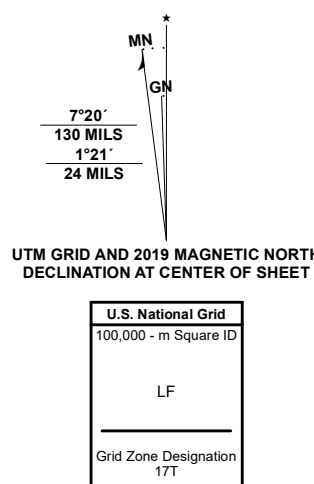 ★
MN
GN
7°20´
130 MILS
1°21´
24 MILS
UTM GRID AND 2019 MAGNETIC NORTH
DECLINATION AT CENTER OF SHEET
U.S. National Grid
100,000 - m Square ID
LF
Grid Zone Designation
17T